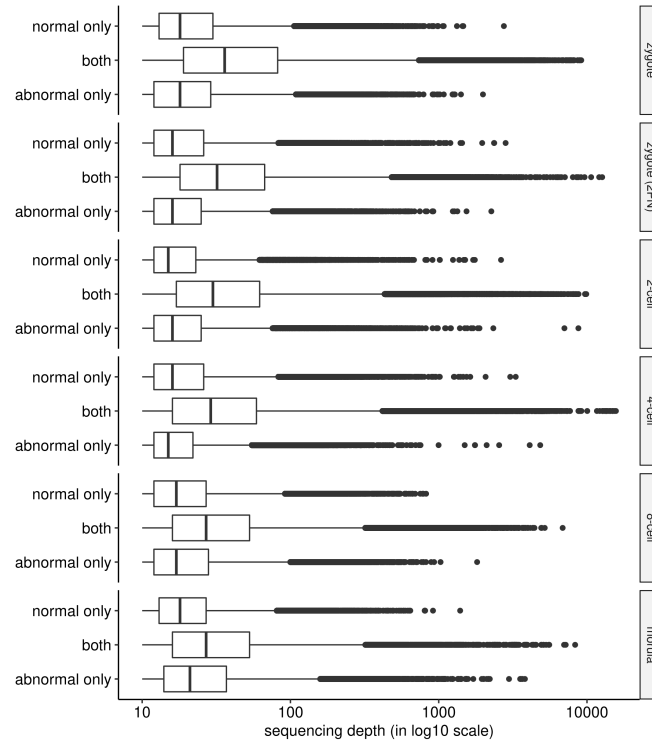 normal only
both
abnormal only
zygote
normal only
both
abnormal only
zygote (2PN)
normal only
both
abnormal only
2-cell
normal only
both
abnormal only
4-cell
normal only
both
abnormal only
normal only
both
abnormal only
10
100
1000
10000
sequencing depth (in log10 scale)